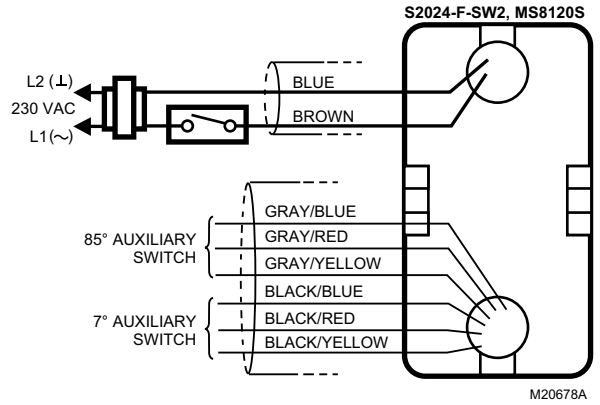 S2024-F-SW2, MS8120S
L2 (⊥)
BLUE
230 VAC
BROWN
L1(∼)
GRAY/BLUE
85° AUXILIARY
SWITCH
GRAY/RED
GRAY/YELLOW
BLACK/BLUE
7° AUXILIARY
SWITCH
BLACK/RED
BLACK/YELLOW
M20678A